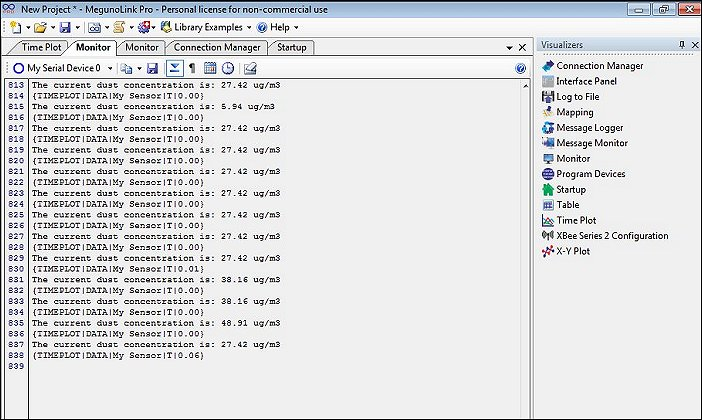 New Project * - MegunoLink Pro - Personal license for non-commercial use
Library Examples Help
Time Plot Monitor Monitor Connection Manager Startup
My Serial Device 0
813 The current dust concentration is: 27.42 ug/m3
814 {TIMEPLOT|DATA|My Sensor|T|0.00}
815 The current dust concentration is: 5.94 ug/m3
816 {TIMEPLOT|DATA|My Sensor|T|0.00}
817 The current dust concentration is: 27.42 ug/m3
818 {TIMEPLOT|DATA|My Sensor|T|0.00}
819 The current dust concentration is: 27.42 ug/m3
820 {TIMEPLOT|DATA|My Sensor|T|0.00}
821 The current dust concentration is: 27.42 ug/m3
822 {TIMEPLOT|DATA|My Sensor|T|0.00}
823 The current dust concentration is: 27.42 ug/m3
824 {TIMEPLOT|DATA|My Sensor|T|0.00}
825 The current dust concentration is: 27.42 ug/m3
826 {TIMEPLOT|DATA|My Sensor|T|0.00}
827 The current dust concentration is: 27.42 ug/m3
828 {TIMEPLOT|DATA|My Sensor|T|0.00}
829 The current dust concentration is: 27.42 ug/m3
830 {TIMEPLOT|DATA|My Sensor|T|0.01}
831 The current dust concentration is: 38.16 ug/m3
832 {TIMEPLOT|DATA|My Sensor|T|0.00}
833 The current dust concentration is: 38.16 ug/m3
834 {TIMEPLOT|DATA|My Sensor|T|0.00}
835 The current dust concentration is: 48.91 ug/m3
836 {TIMEPLOT|DATA|My Sensor|T|0.00}
837 The current dust concentration is: 27.42 ug/m3
838 {TIMEPLOT|DATA|My Sensor|T|0.06}
839
Visualizers
Connection Manager
Interface Panel
Log to File
Mapping
Message Logger
Message Monitor
Monitor
Program Devices
Startup
Table
Time Plot
XBee Series 2 Configuration
X-Y Plot